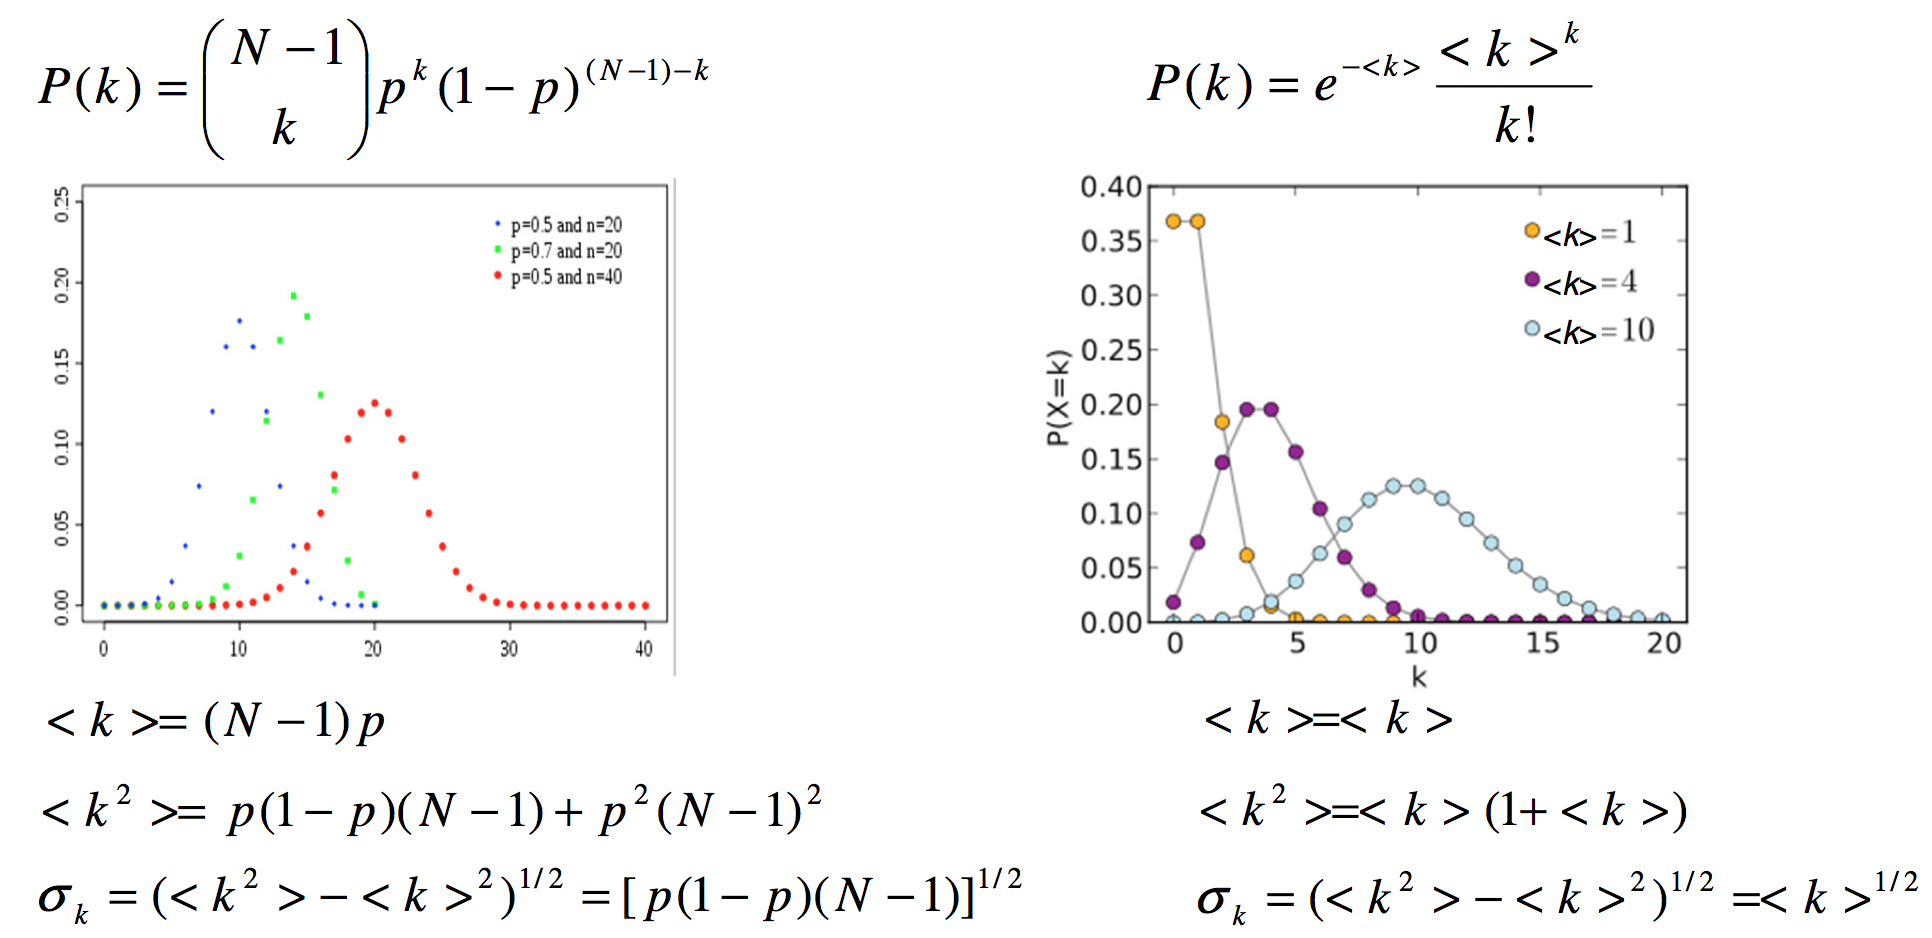 P(k) = (N − 1 k) p^k (1 − p)^{(N−1)−k}
0.25
0.20
0.15
0.10
0.05
0.00
p=0.5 and n=20
p=0.7 and n=20
p=0.5 and n=40
0 10 20 30 40
< k >= (N − 1) p
< k^2 >= p(1 − p)(N − 1) + p^2 (N − 1)^2
σ_k = (< k^2 > − < k >^2)^{1/2} = [p(1 − p)(N − 1)]^{1/2}
P(k) = e^{−<k>} < k >^k / k!
0.40
0.35
0.30
0.25
0.20
0.15
0.10
0.05
0.00
P(X=k)
<k>=1
<k>=4
<k>=10
0 5 10 15 20
k
< k >=< k >
< k^2 >=< k > (1+ < k >)
σ_k = (< k^2 > − < k >^2)^{1/2} =< k >^{1/2}